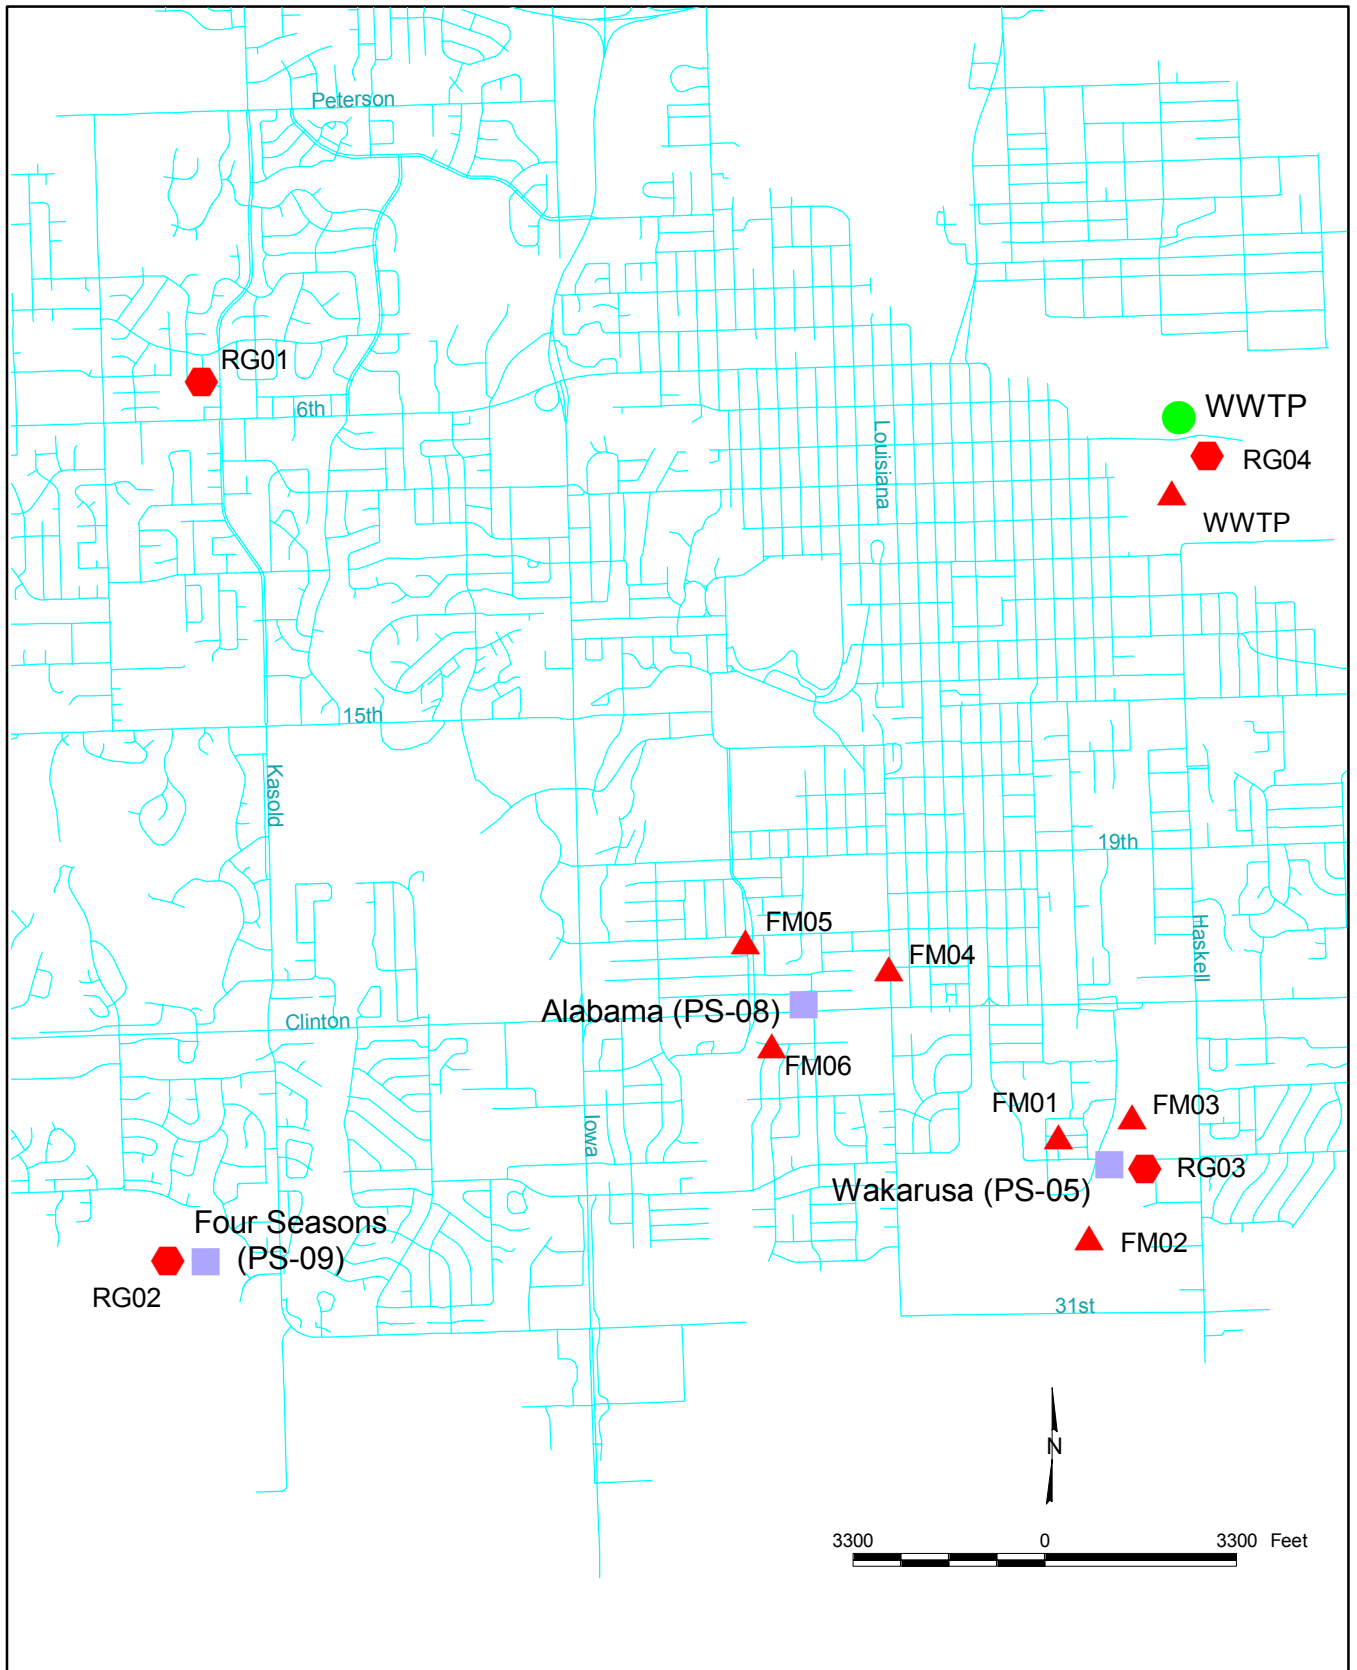 Peterson
RG01
6th
Louisiana
WWTP
RG04
WWTP
15th
Kasold
19th
Haskell
FM05
FM04
Alabama (PS-08)
Clinton
FM06
Iowa
FM01
FM03
RG03
Wakarusa (PS-05)
FM02
Four Seasons
(PS-09)
RG02
31st
N
3300 0 3300 Feet